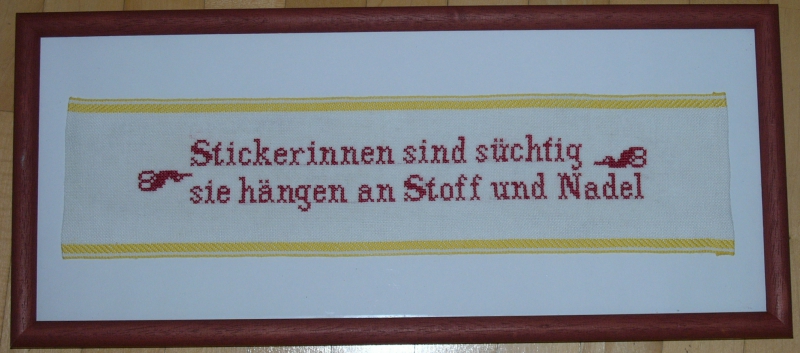 Stickerinnen sind süchtig
sie hängen an Stoff und Nadel